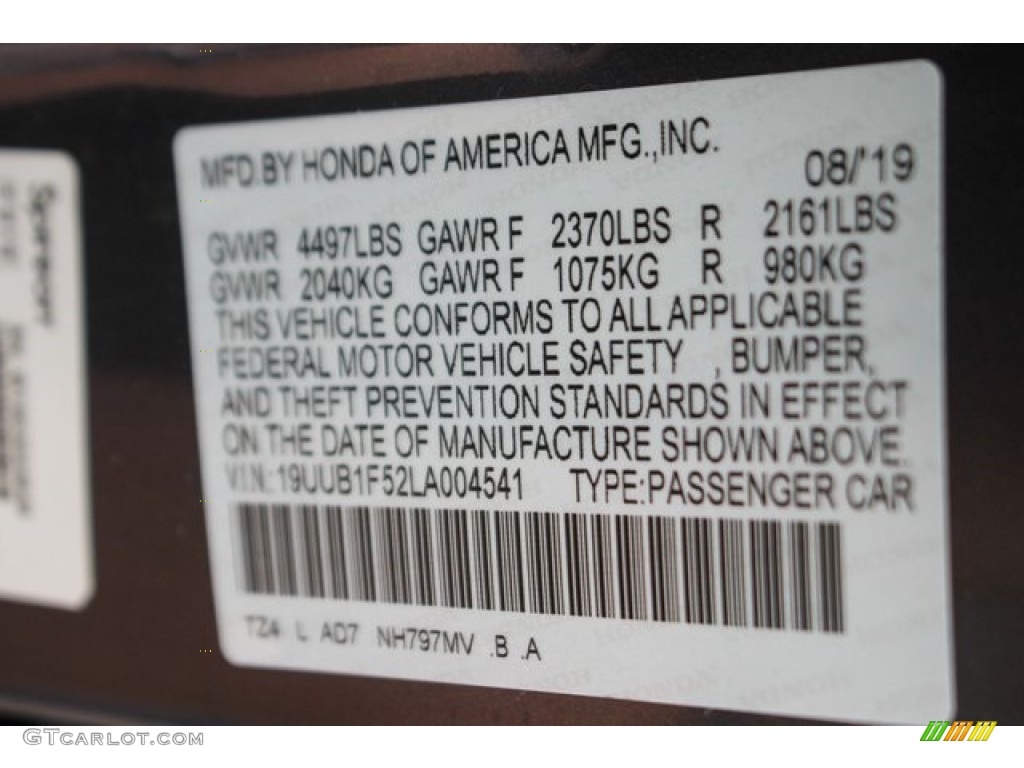 MFD.BY HONDA OF AMERICA MFG.,INC.
08/'19
GVWR 4497LBS GAWR F 2370LBS R 2161LBS
GVWR 2040KG GAWR F 1075KG R 980KG
THIS VEHICLE CONFORMS TO ALL APPLICABLE
FEDERAL MOTOR VEHICLE SAFETY , BUMPER,
AND THEFT PREVENTION STANDARDS IN EFFECT
ON THE DATE OF MANUFACTURE SHOWN ABOVE.
V.I.N.:19UUB1F52LA004541 TYPE:PASSENGER CAR
TZ4 L AD7 NH797MV .B .A
GTCARLOT.COM